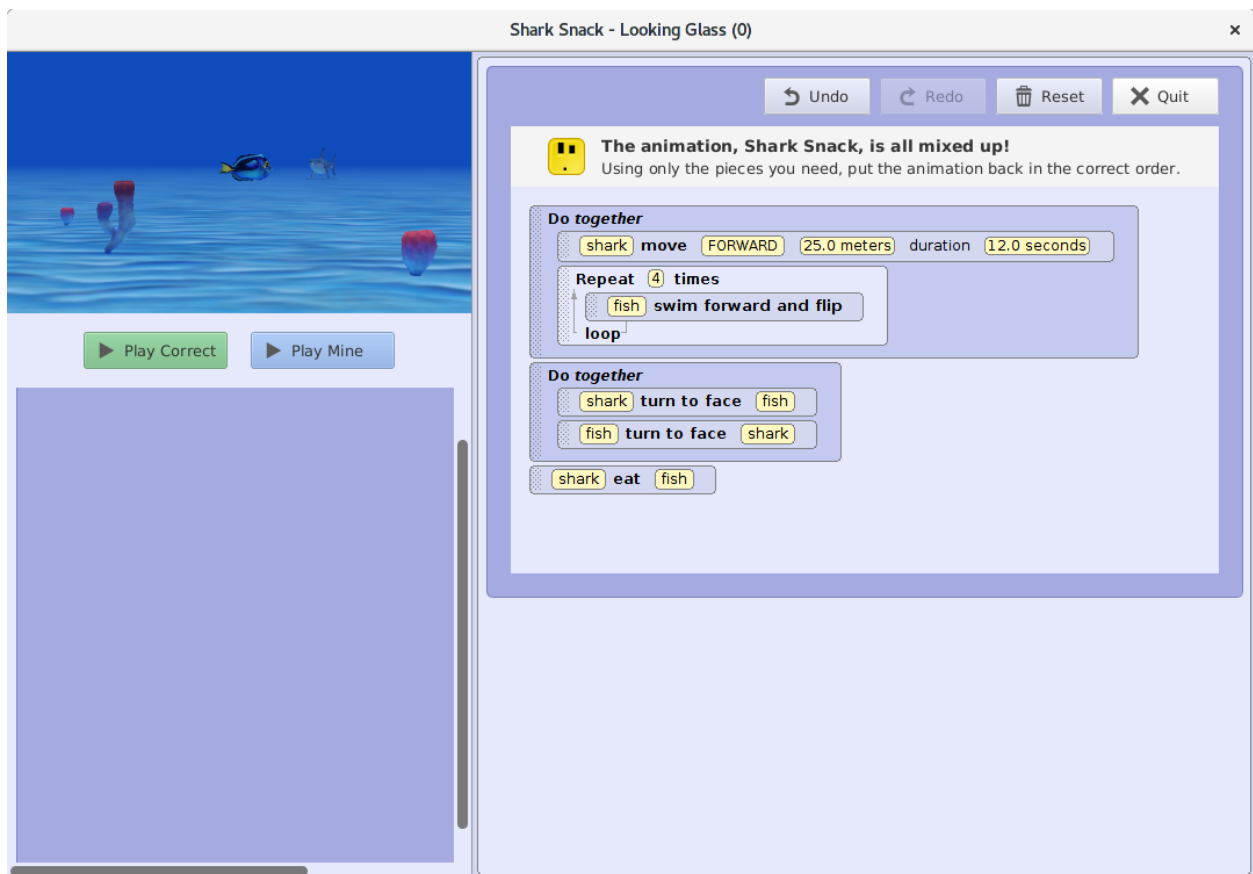 Shark Snack - Looking Glass (0)
×
Undo
Redo
Reset
Quit
The animation, Shark Snack, is all mixed up!
Using only the pieces you need, put the animation back in the correct order.
Do together
shark move FORWARD 25.0 meters duration 12.0 seconds
Repeat 4 times
fish swim forward and flip
loop
Play Correct
Play Mine
Do together
shark turn to face fish
fish turn to face shark
shark eat fish